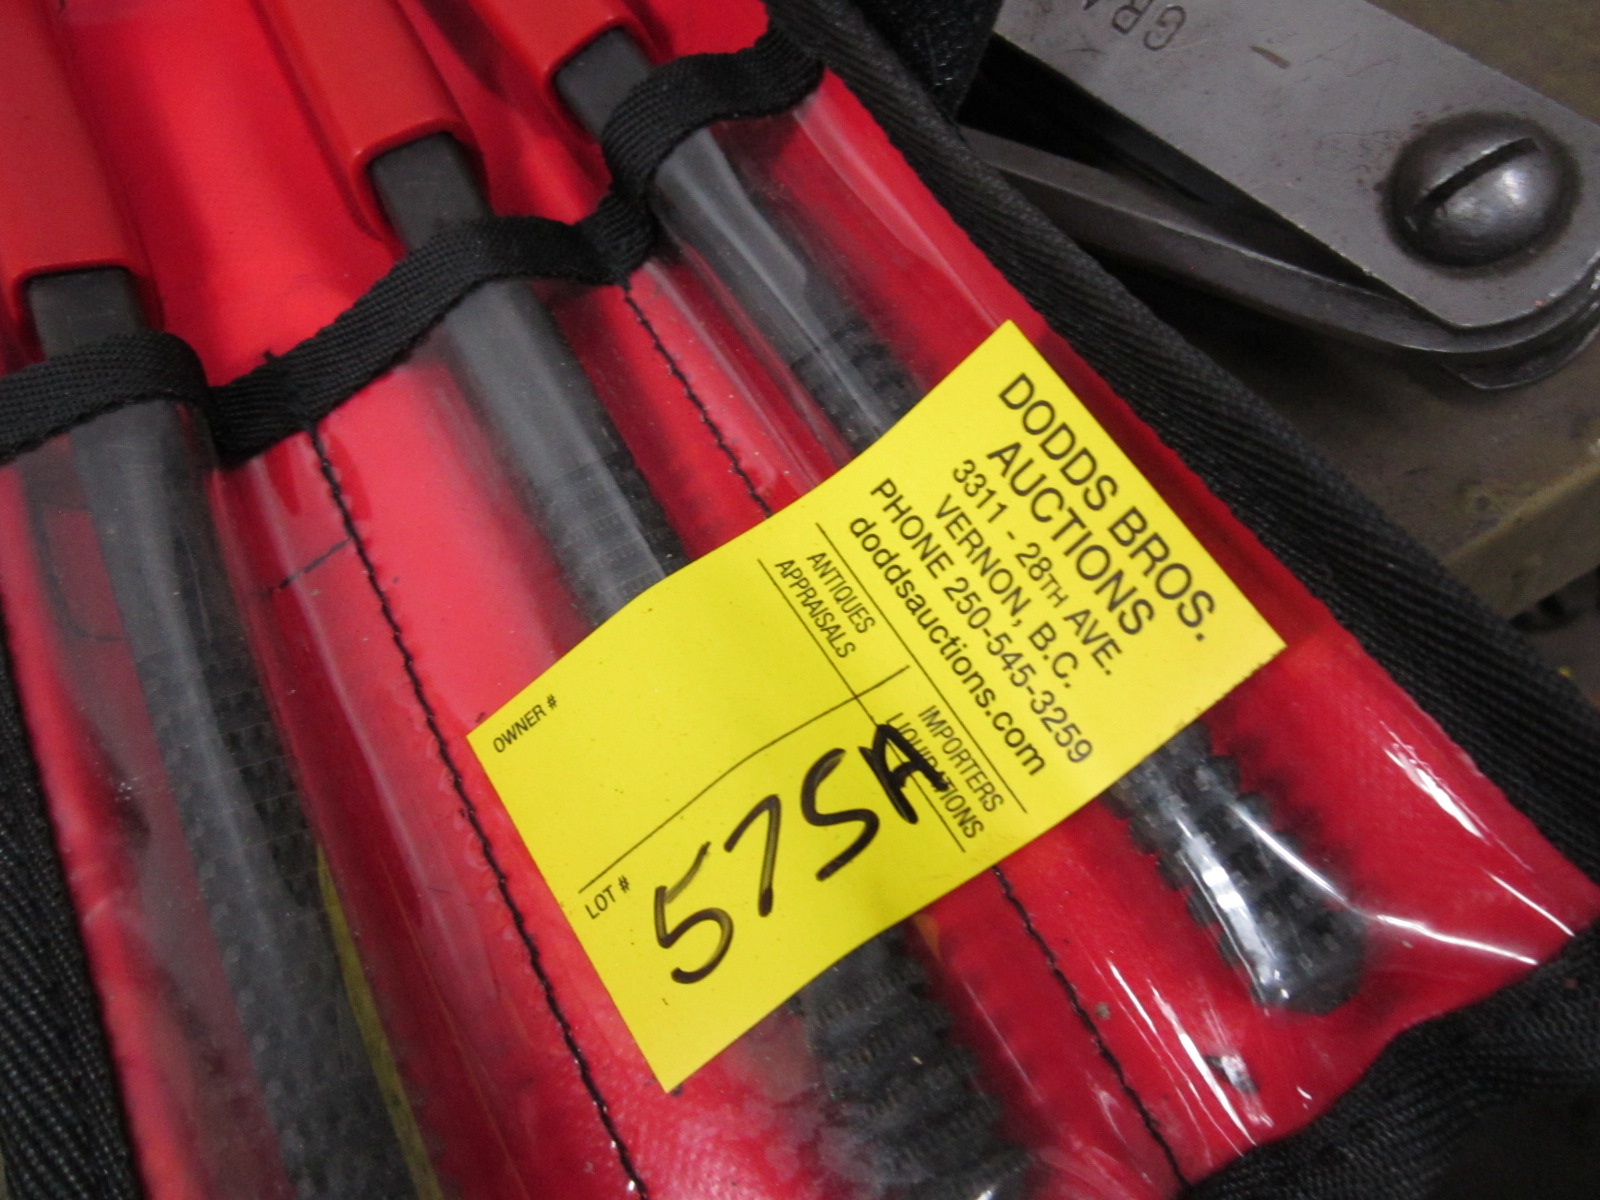 DODDS BROS.
AUCTIONS
3311 - 28TH AVE.
VERNON, B.C.
PHONE 250-545-3259
doddsauctions.com
ANTIQUES IMPORTERS
APPRAISALS LIQUIDATIONS
OWNER #
LOT # 575A